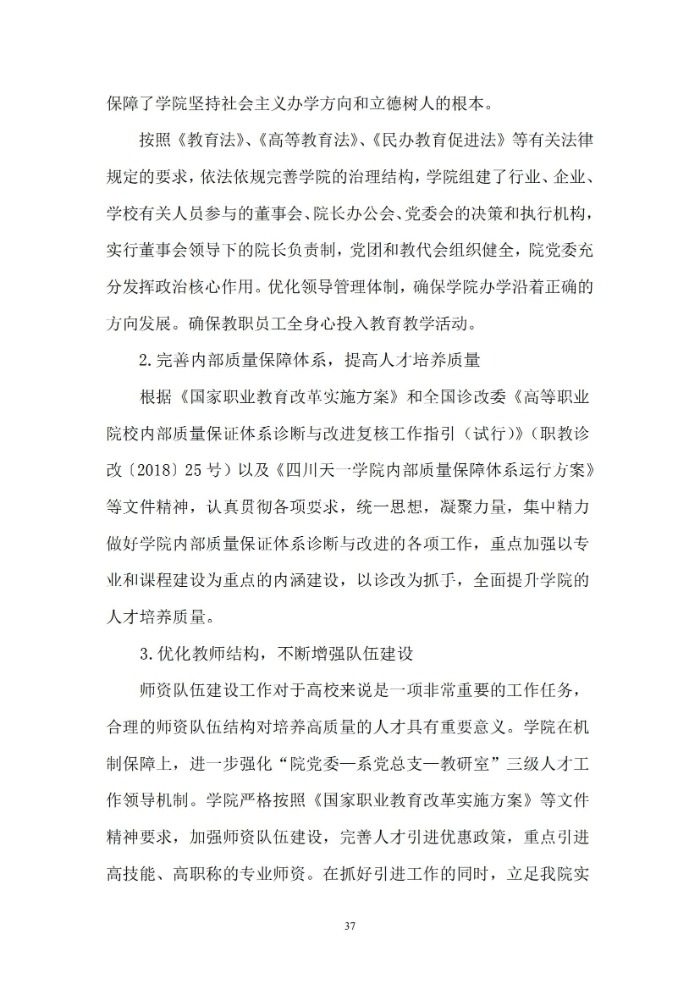 保障了学院坚持社会主义办学方向和立德树人的根本。
按照《教育法》、《高等教育法》、《民办教育促进法》等有关法律
规定的要求，依法依规完善学院的治理结构，学院组建了行业、企业、
学校有关人员参与的董事会、院长办公会、党委会的决策和执行机构，
实行董事会领导下的院长负责制，党团和教代会组织健全，院党委充
分发挥政治核心作用。优化领导管理体制，确保学院办学沿着正确的
方向发展。确保教职员工全身心投入教育教学活动。
2.完善内部质量保障体系，提高人才培养质量
根据《国家职业教育改革实施方案》和全国诊改委《高等职业
院校内部质量保证体系诊断与改进复核工作指引（试行）》（职教诊
改〔2018〕25 号）以及《四川天一学院内部质量保障体系运行方案》
等文件精神，认真贯彻各项要求，统一思想，凝聚力量，集中精力
做好学院内部质量保证体系诊断与改进的各项工作，重点加强以专
业和课程建设为重点的内涵建设，以诊改为抓手，全面提升学院的
人才培养质量。
3.优化教师结构，不断增强队伍建设
师资队伍建设工作对于高校来说是一项非常重要的工作任务，
合理的师资队伍结构对培养高质量的人才具有重要意义。学院在机
制保障上，进一步强化“院党委—系党总支—教研室”三级人才工
作领导机制。学院严格按照《国家职业教育改革实施方案》等文件
精神要求，加强师资队伍建设，完善人才引进优惠政策，重点引进
高技能、高职称的专业师资。在抓好引进工作的同时，立足我院实
37